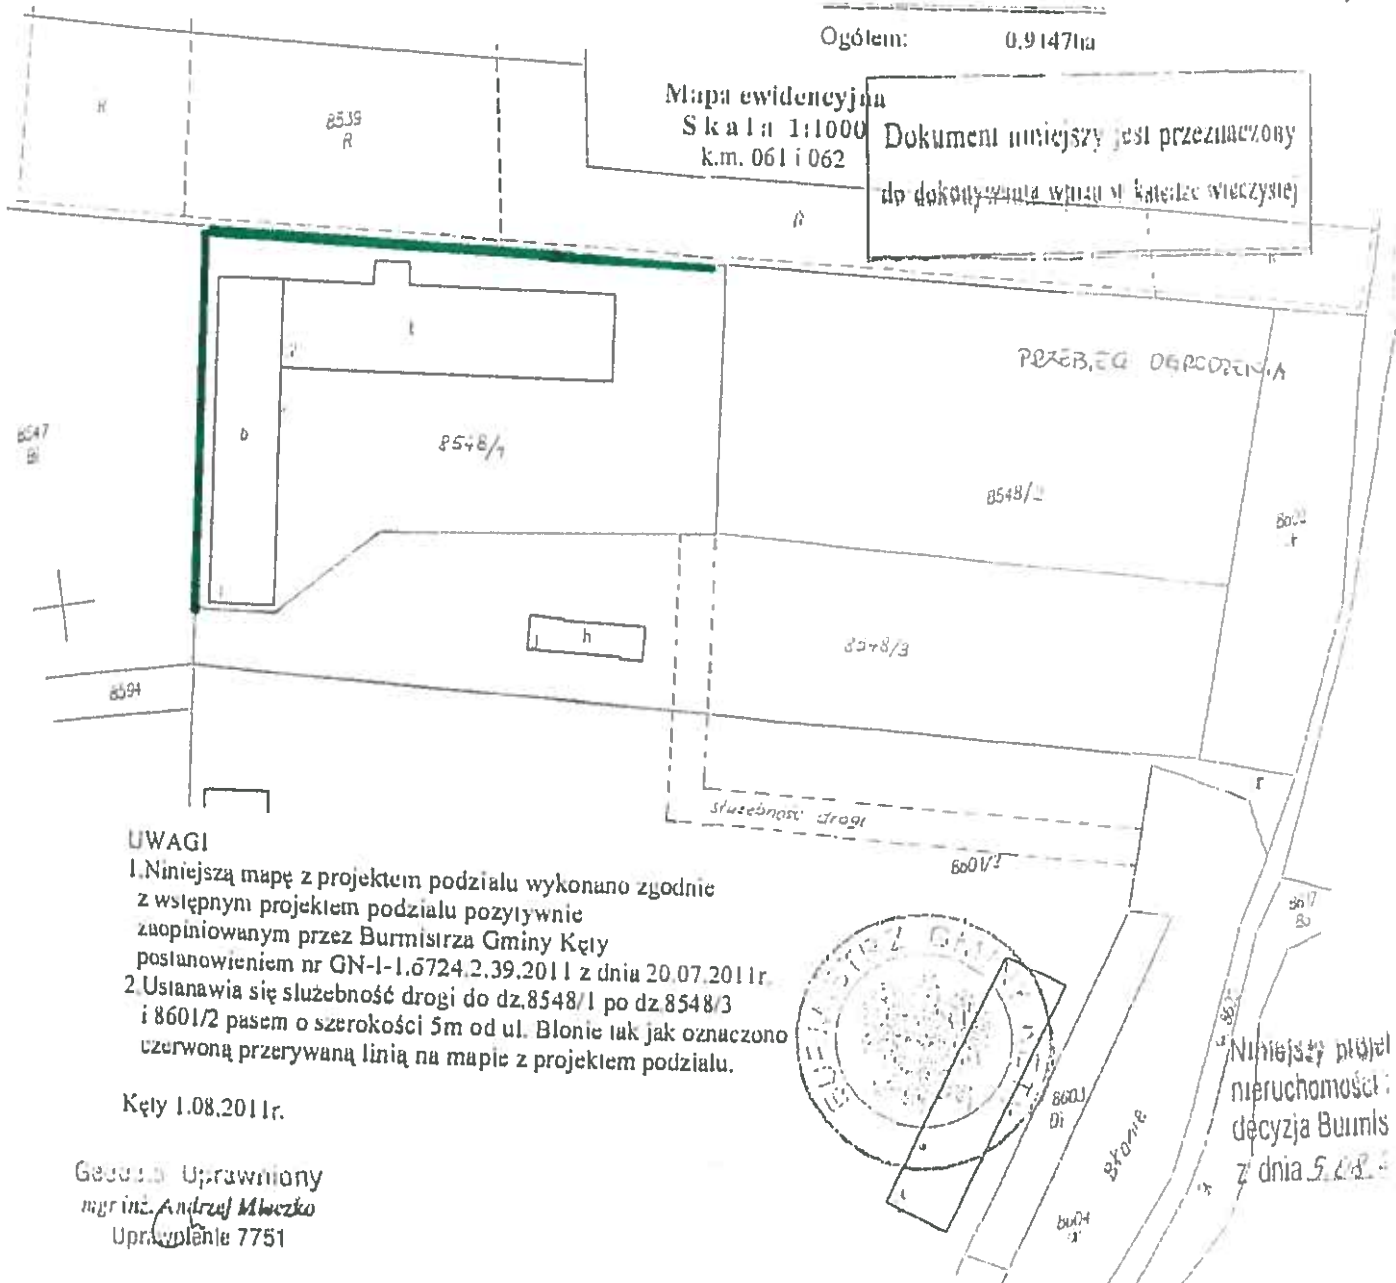 Ogółem: 0,9147ha
Mapa ewidencyjna
Skala 1:1000
k.m. 061 i 062
Dokument niniejszy jest przeznaczony
do dokonywania wpisu w księdze wieczystej
R
8539
R
R
R
PRZEBIEG OGRODZENIA
t
b
8547
Bi
8548/1
8548/2
8548/3
h
8594
r
służebność drogi
8601/2
UWAGI
1.Niniejszą mapę z projektem podziału wykonano zgodnie
z wstępnym projektem podziału pozytywnie
zaopiniowanym przez Burmistrza Gminy Kęty
postanowieniem nr GN-I-1.6724.2.39.2011 z dnia 20.07.2011r.
2.Ustanawia się służebność drogi do dz.8548/1 po dz.8548/3
i 8601/2 pasem o szerokości 5m od ul. Błonie tak jak oznaczono
czerwoną przerywaną linią na mapie z projektem podziału.
Kęty 1.08.2011r.
Geodeta Uprawniony
mgr inż. Andrzej
Uprawnienie 7751
BURMISTRZ GMINY KĘTY
8603
Bi
Błonie
8604
Niniejszy projekt
nieruchomości
decyzja Burmis
z dnia 5.08.